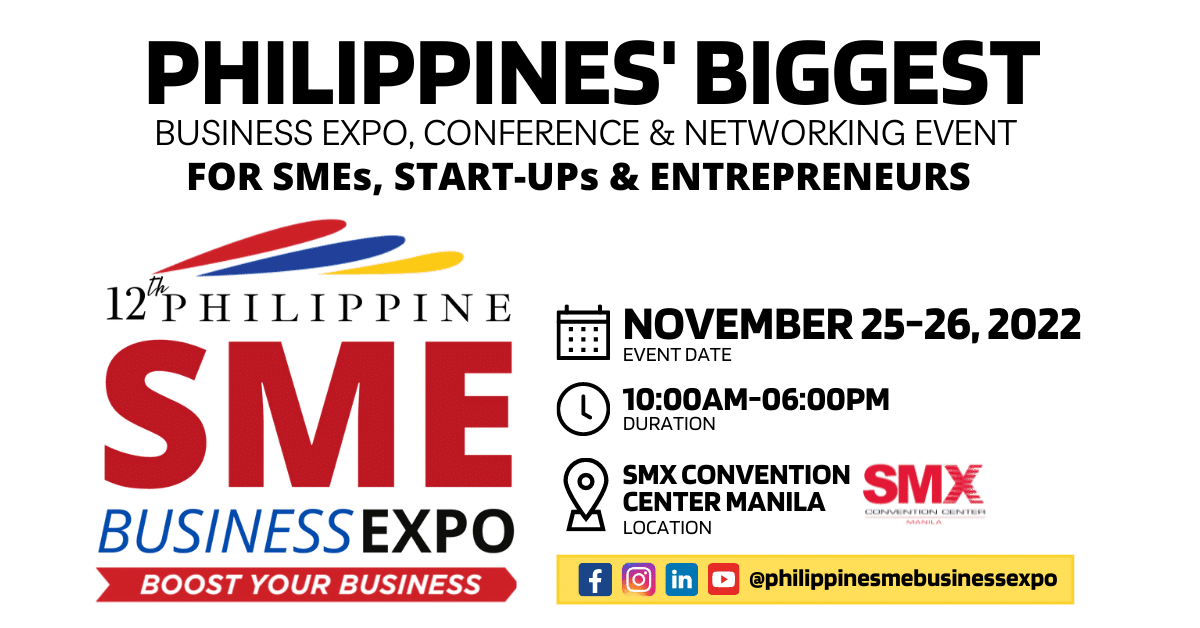 PHILIPPINES' BIGGEST
BUSINESS EXPO, CONFERENCE & NETWORKING EVENT
FOR SMEs, START-UPs & ENTREPRENEURS
12th PHILIPPINE
SME
BUSINESS EXPO
BOOST YOUR BUSINESS
NOVEMBER 25-26, 2022
EVENT DATE
10:00AM-06:00PM
DURATION
SMX CONVENTION
CENTER MANILA
LOCATION
SMX
CONVENTION CENTER
MANILA
@philippinesmebusinessexpo